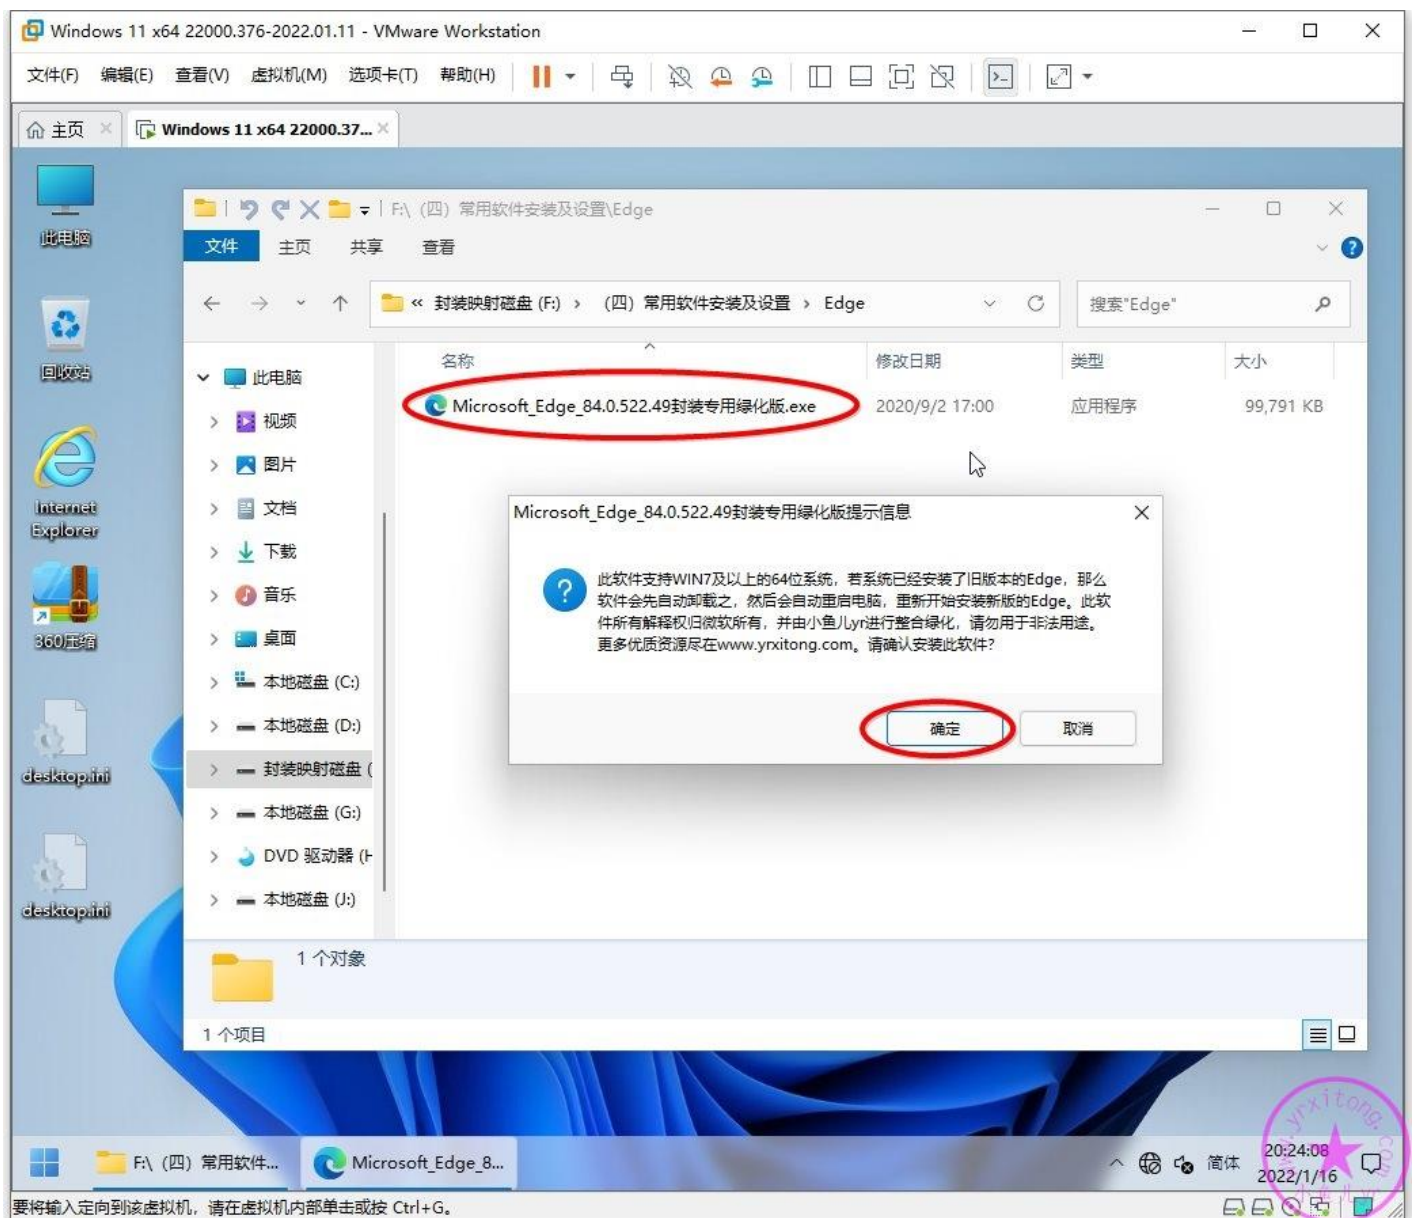 Windows 11 x64 22000.376-2022.01.11 - VMware Workstation
文件(F) 编辑(E) 查看(V) 虚拟机(M) 选项卡(T) 帮助(H)
主页 Windows 11 x64 22000.37...
此电脑
回收站
Internet
Explorer
360压缩
desktop.ini
desktop.ini
F:\ (四) 常用软件安装及设置\Edge
文件 主页 共享 查看
« 封装映射磁盘 (F:) › (四) 常用软件安装及设置 › Edge
搜索"Edge"
名称 修改日期 类型 大小
Microsoft_Edge_84.0.522.49封装专用绿化版.exe 2020/9/2 17:00 应用程序 99,791 KB
此电脑
视频
图片
文档
下载
音乐
桌面
本地磁盘 (C:)
本地磁盘 (D:)
封装映射磁盘 (
本地磁盘 (G:)
DVD 驱动器 (H
本地磁盘 (J:)
Microsoft_Edge_84.0.522.49封装专用绿化版提示信息
此软件支持WIN7及以上的64位系统，若系统已经安装了旧版本的Edge，那么
软件会先自动卸载之，然后会自动重启电脑，重新开始安装新版的Edge。此软
件所有解释权归微软所有，并由小鱼儿yr进行整合绿化，请勿用于非法用途。
更多优质资源尽在www.yrxitong.com。请确认安装此软件?
确定 取消
1 个对象
1 个项目
F:\ (四) 常用软件...
Microsoft_Edge_8...
简体
20:24:08
2022/1/16
www.yrxitong.com
小鱼儿yr
要将输入定向到该虚拟机，请在虚拟机内部单击或按 Ctrl+G。